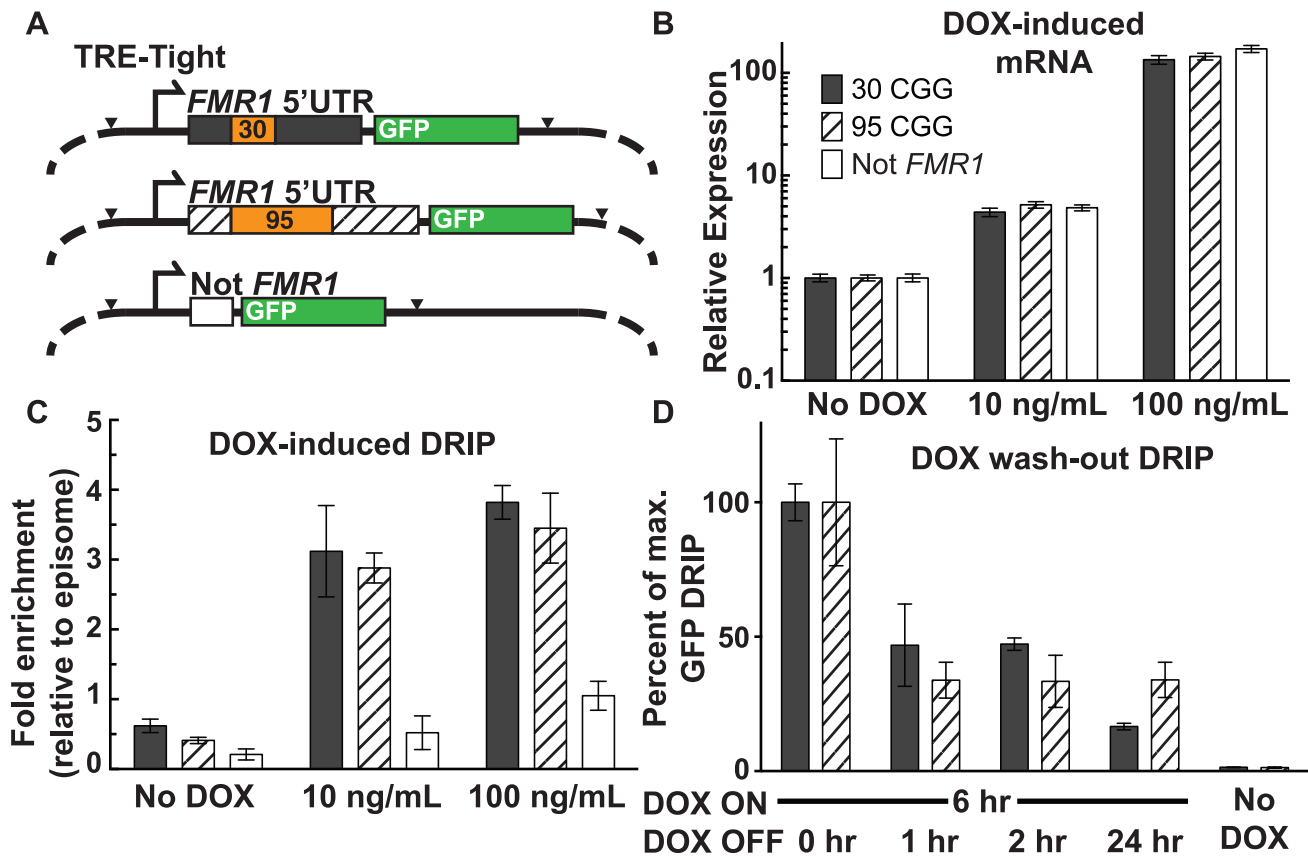 A
TRE-Tight
FMR1 5'UTR
30
GFP
FMR1 5'UTR
95
GFP
Not FMR1
GFP
B
DOX-induced
mRNA
Relative Expression
100
10
1
0.1
30 CGG
95 CGG
Not FMR1
No DOX
10 ng/mL
100 ng/mL
C
DOX-induced DRIP
Fold enrichment
(relative to episome)
5
4
3
2
1
0
No DOX
10 ng/mL
100 ng/mL
D
DOX wash-out DRIP
Percent of max.
GFP DRIP
100
50
0
DOX ON
6 hr
No
DOX
DOX OFF 0 hr 1 hr 2 hr 24 hr